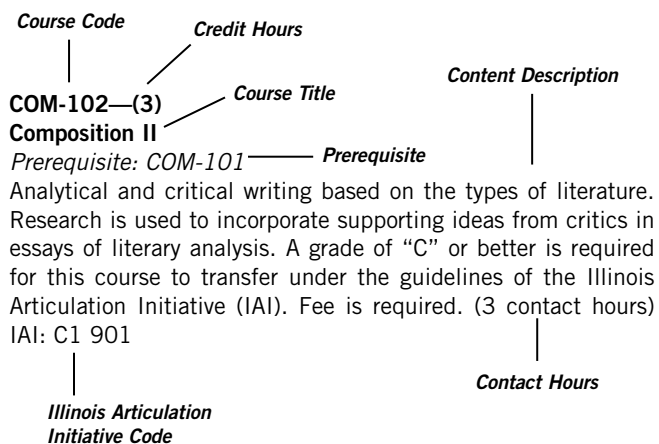 Course Code
Credit Hours
Content Description
COM-102—(3)
Course Title
Composition II
Prerequisite: COM-101
Prerequisite
Analytical and critical writing based on the types of literature.
Research is used to incorporate supporting ideas from critics in
essays of literary analysis. A grade of “C” or better is required
for this course to transfer under the guidelines of the Illinois
Articulation Initiative (IAI). Fee is required. (3 contact hours)
IAI: C1 901
Contact Hours
Illinois Articulation
Initiative Code